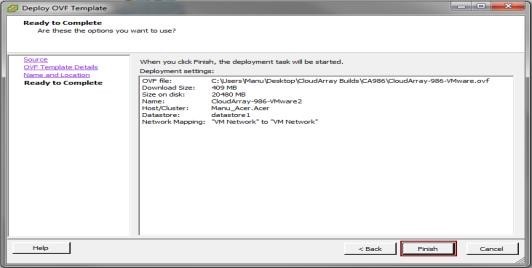 Deploy OVF Template
Ready to Complete
Are these the options you want to use?
Source
OVF Template Details
Name and Location
Ready to Complete
When you click Finish, the deployment task will be started.
Deployment settings:
OVF file: C:\Users\Manu\Desktop\CloudArray Builds\CA986\CloudArray-986-VMware.ovf
Download Size: 409 MB
Size on disk: 20480 MB
Name: CloudArray-986-VMware2
Host/Cluster: Manu_Acer.Acer
Datastore: datastore1
Network Mapping: "VM Network" to "VM Network"
Help
< Back
Finish
Cancel